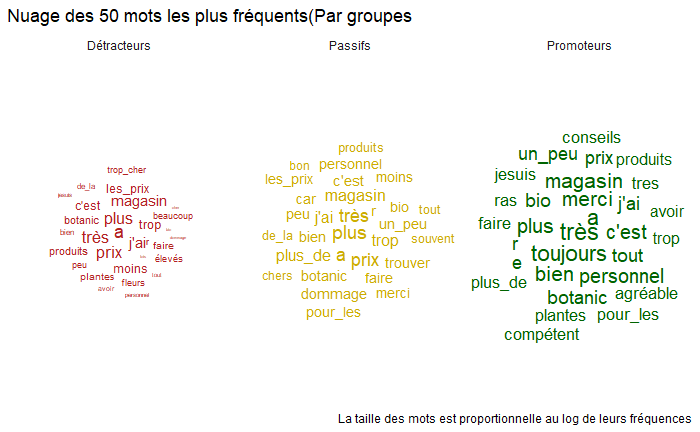 Nuage des 50 mots les plus fréquents(Par groupes
Détracteurs
Passifs
Promoteurs
trop_cher
de_la
les_prix
jesuis
magasin
c'est
botanic
plus
beaucoup
trop
bien
très
a
j'ai
r
faire
produits
prix
élevés
peu
moins
plantes
tout
fleurs
avoir
personnel
produits
bon
personnel
les_prix
c'est
moins
car
magasin
peu
j'ai
très
r
bio
tout
un_peu
de_la
bien
plus
trop
souvent
plus_de
a
prix
trouver
chers
botanic
faire
dommage
merci
pour_les
conseils
un_peu
prix
produits
jesuis
magasin
tres
ras
bio
merci
j'ai
avoir
a
faire
plus
très
c'est
trop
r
e
toujours
tout
plus_de
bien
personnel
botanic
agréable
plantes
pour_les
compétent
La taille des mots est proportionnelle au log de leurs fréquences